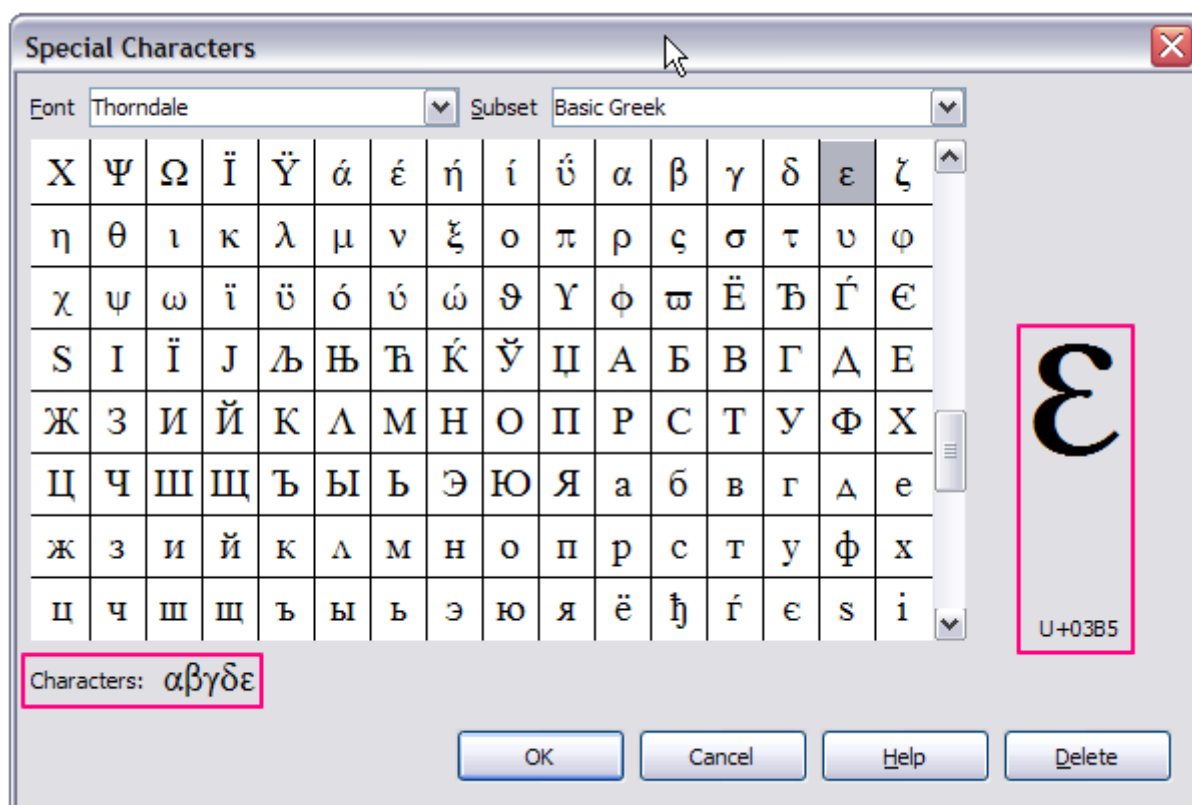 Special Characters
Font Thorndale Subset Basic Greek
Χ Ψ Ω Ϊ Ϋ ά έ ή ί ΰ α β γ δ ε ζ
η θ ι κ λ μ ν ξ ο π ρ ς σ τ υ φ
χ ψ ω ϊ ϋ ό ύ ώ ϑ ϒ ϕ ϖ Ё Ђ Ѓ Є
Ѕ І Ї Ј Љ Њ Ћ Ќ Ў Џ А Б В Г Д Е
Ж З И Й К Л М Н О П Р С Т У Ф Х
Ц Ч Ш Щ Ъ Ы Ь Э Ю Я а б в г д е
ж з и й к л м н о п р с т у ф х
ц ч ш щ ъ ы ь э ю я ё ђ ѓ є ѕ і
ε
U+03B5
Characters: αβγδε
OK Cancel Help Delete